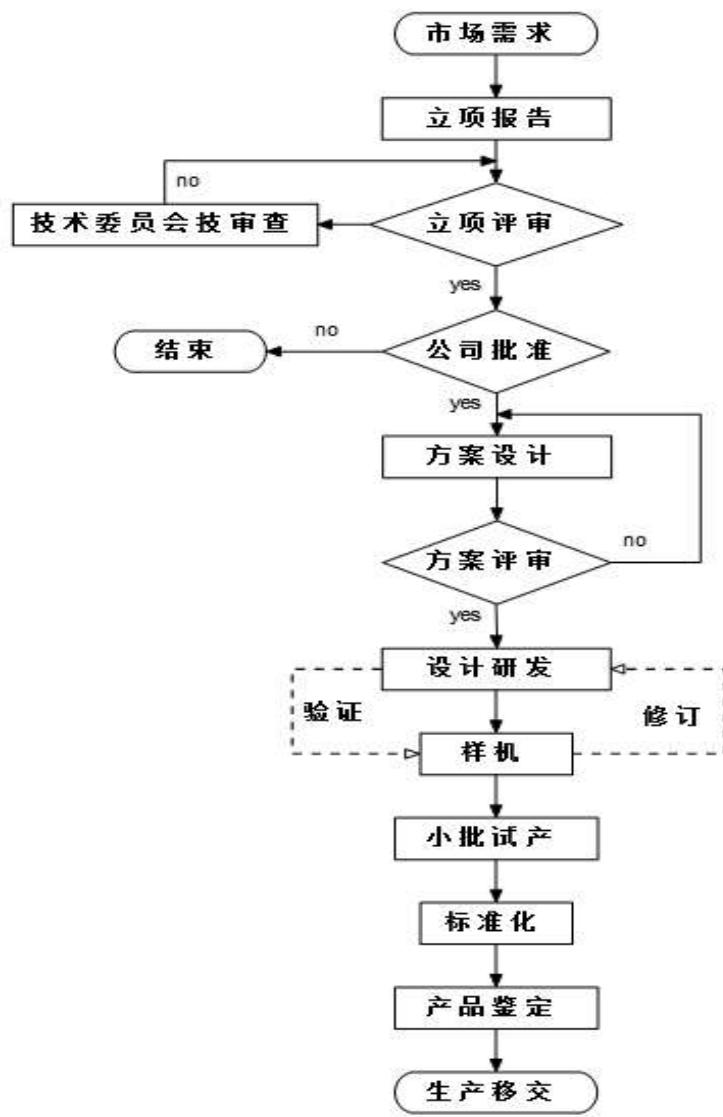 市场需求
立项报告
no
技术委员会技审查
立项评审
yes
结束
no
公司批准
yes
方案设计
方案评审
no
yes
设计研发
验证
修订
样机
小批试产
标准化
产品鉴定
生产移交